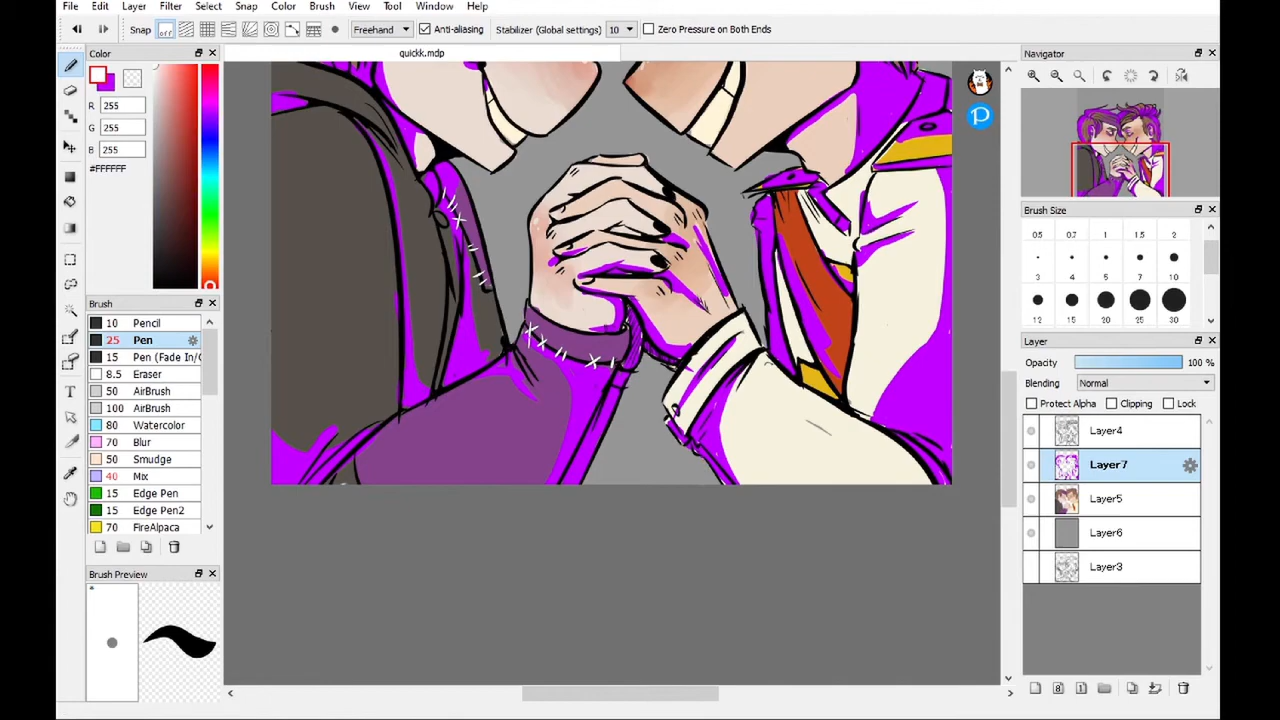 File Edit Layer Filter Select Snap Color Brush View Tool Window Help
Snap off Freehand Anti-aliasing Stabilizer (Global settings) 10 Zero Pressure on Both Ends
Color
quickk.mdp
Navigator
R 255
G 255
B 255
#FFFFFF
Brush
10 Pencil
25 Pen
15 Pen (Fade In/O
8.5 Eraser
50 AirBrush
100 AirBrush
80 Watercolor
70 Blur
50 Smudge
40 Mix
15 Edge Pen
15 Edge Pen2
70 FireAlpaca
Brush Preview
*
Brush Size
0.5 0.7 1 1.5 2
3 4 5 7 10
12 15 20 25 30
Layer
Opacity 100 %
Blending Normal
Protect Alpha Clipping Lock
Layer4
Layer7
Layer5
Layer6
Layer3